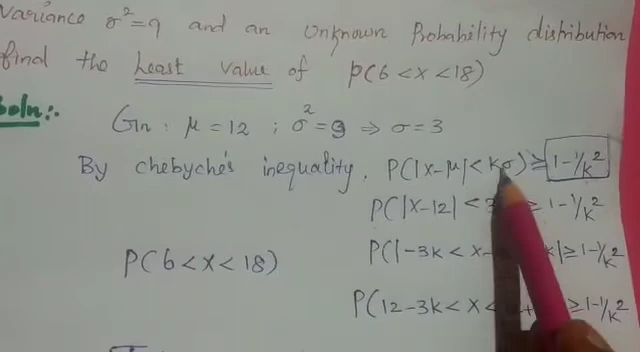 Variance σ²=9 and an Unknown Probability distribution
find the Least value of P(6<X<18)
Soln:-
Gn: μ=12 ; σ²=9 ⇒ σ=3
By chebyche's inequality, P(|X-μ|<Kσ) ≥ 1-1/K²
P(|X-12|<3 ≥ 1-1/K²
P(6<X<18)
P(|-3K<X- K|≥1-1/K²
P(12-3K<X< + ≥1-1/K²